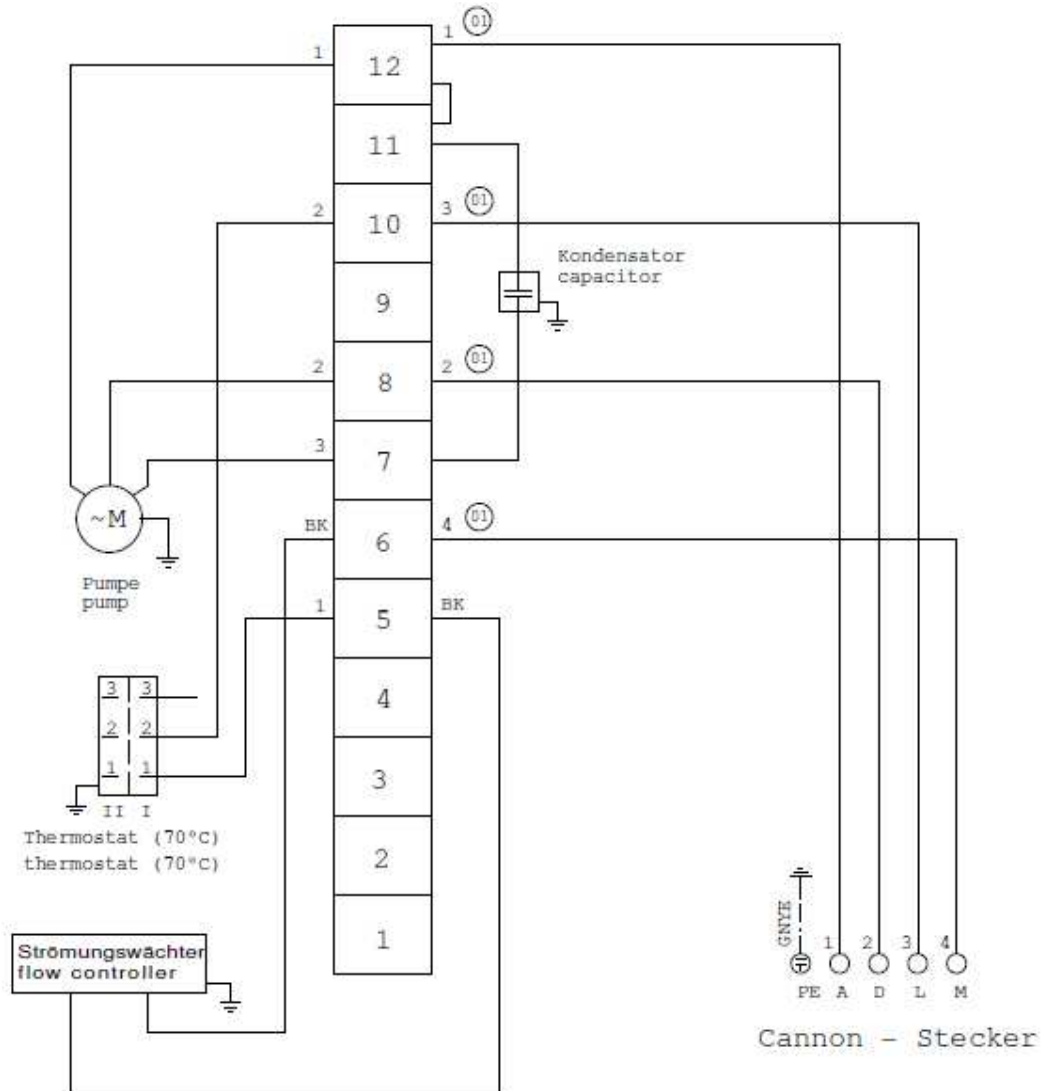 1 01
1
12
11
2
10
3 01
Kondensator
capacitor
9
2
8
2 01
3
7
~M
BK
6
4 01
Pumpe
pump
1
5
BK
4
3 3
2 2
1 1
II I
3
Thermostat (70°C)
thermostat (70°C)
2
1
Strömungswächter
flow controller
GNYE
1 2 3 4
PE A D L M
Cannon - Stecker